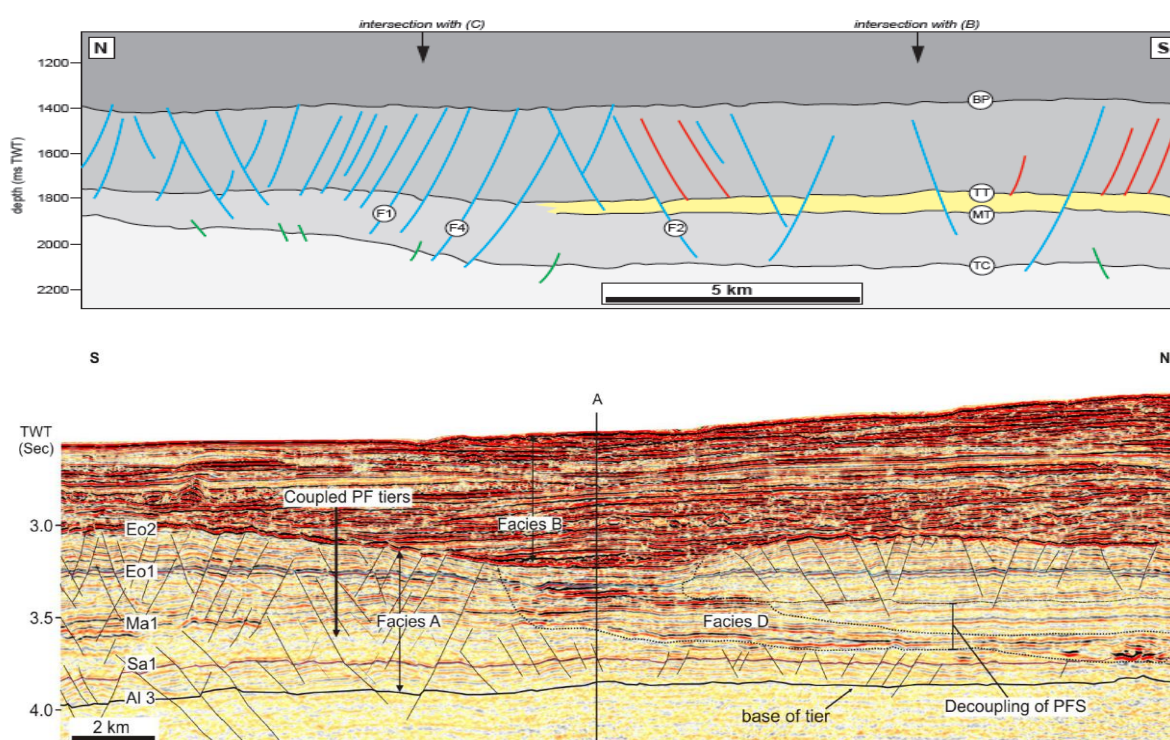 intersection with (C) intersection with (B)
N S
1200
BP
1400
1600
depth (ms TWT)
1800 TT
F1 MT
F4 F2
2000
TC
2200
5 km
S N
A
TWT
(Sec)
Coupled PF tiers
3.0 Facies B
Eo2
Eo1
3.5
Ma1 Facies A Facies D
Sa1
Al 3
4.0 base of tier Decoupling of PFS
2 km